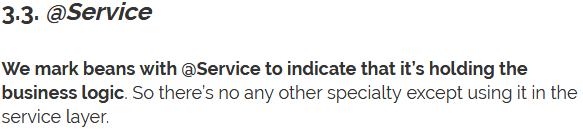 3.3. @Service
We mark beans with @Service to indicate that it’s holding the
business logic. So there’s no any other specialty except using it in the
service layer.